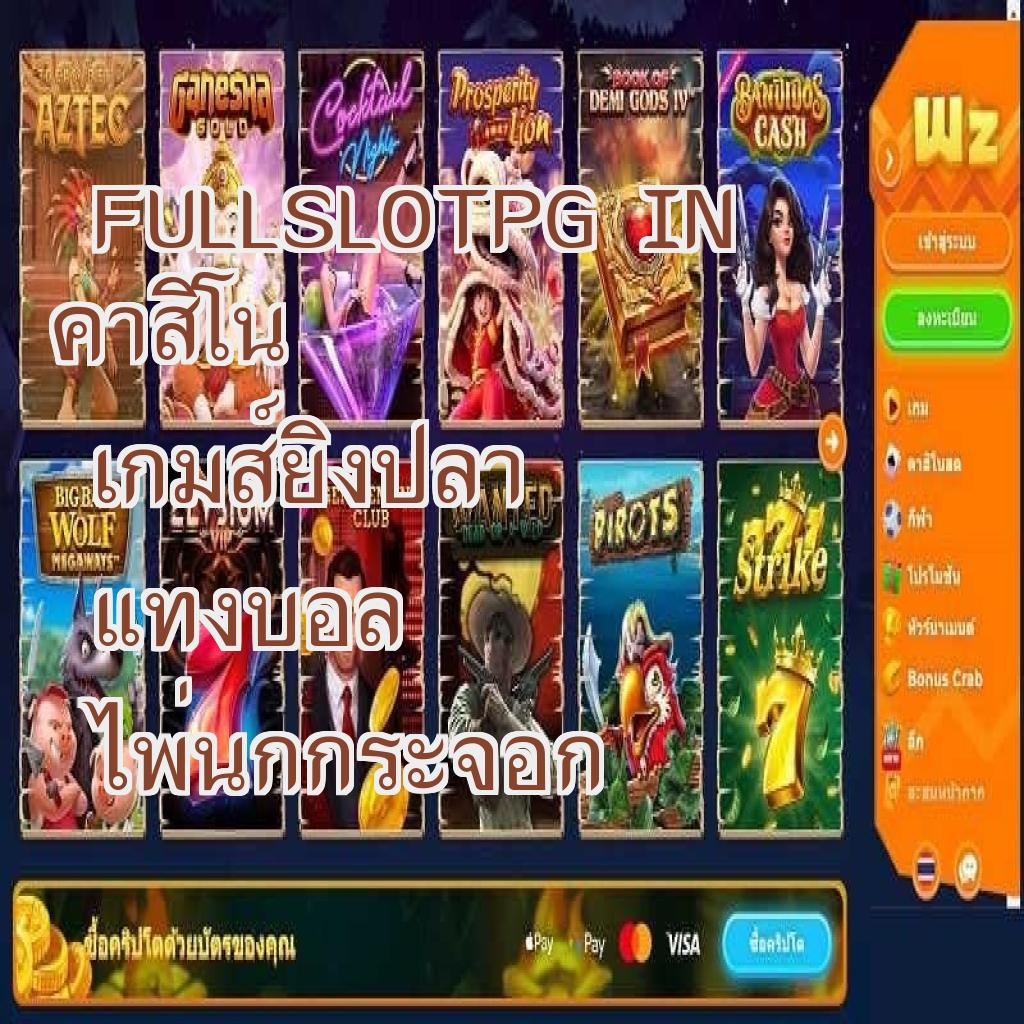 AZTEC
GANESHA
GOLD
Cocktail
Nights
Prosperity
Lion
BOOK OF
DEMI GODS IV
BANDIDOS
CASH
WZ
FULLSLOTPG IN
เข้าสู่ระบบ
คาสิโน
ลงทะเบียน
เกม
เกมส์ยิงปลา
คาสิโนสด
BIG B
WOLF
MEGAWAYS
VIP
CLUB
WANTED
DEAD OR A WILD
PIROTS
777
Strike
กีฬา
โปรโมชั่น
แทงบอล
ทัวร์นาเมนต์
Bonus Crab
ไพ่นกกระจอก
อีก
สะสมหน้ากาก
ซื้อคริปโตด้วยบัตรของคุณ
Pay
Pay
VISA
ซื้อคริปโต